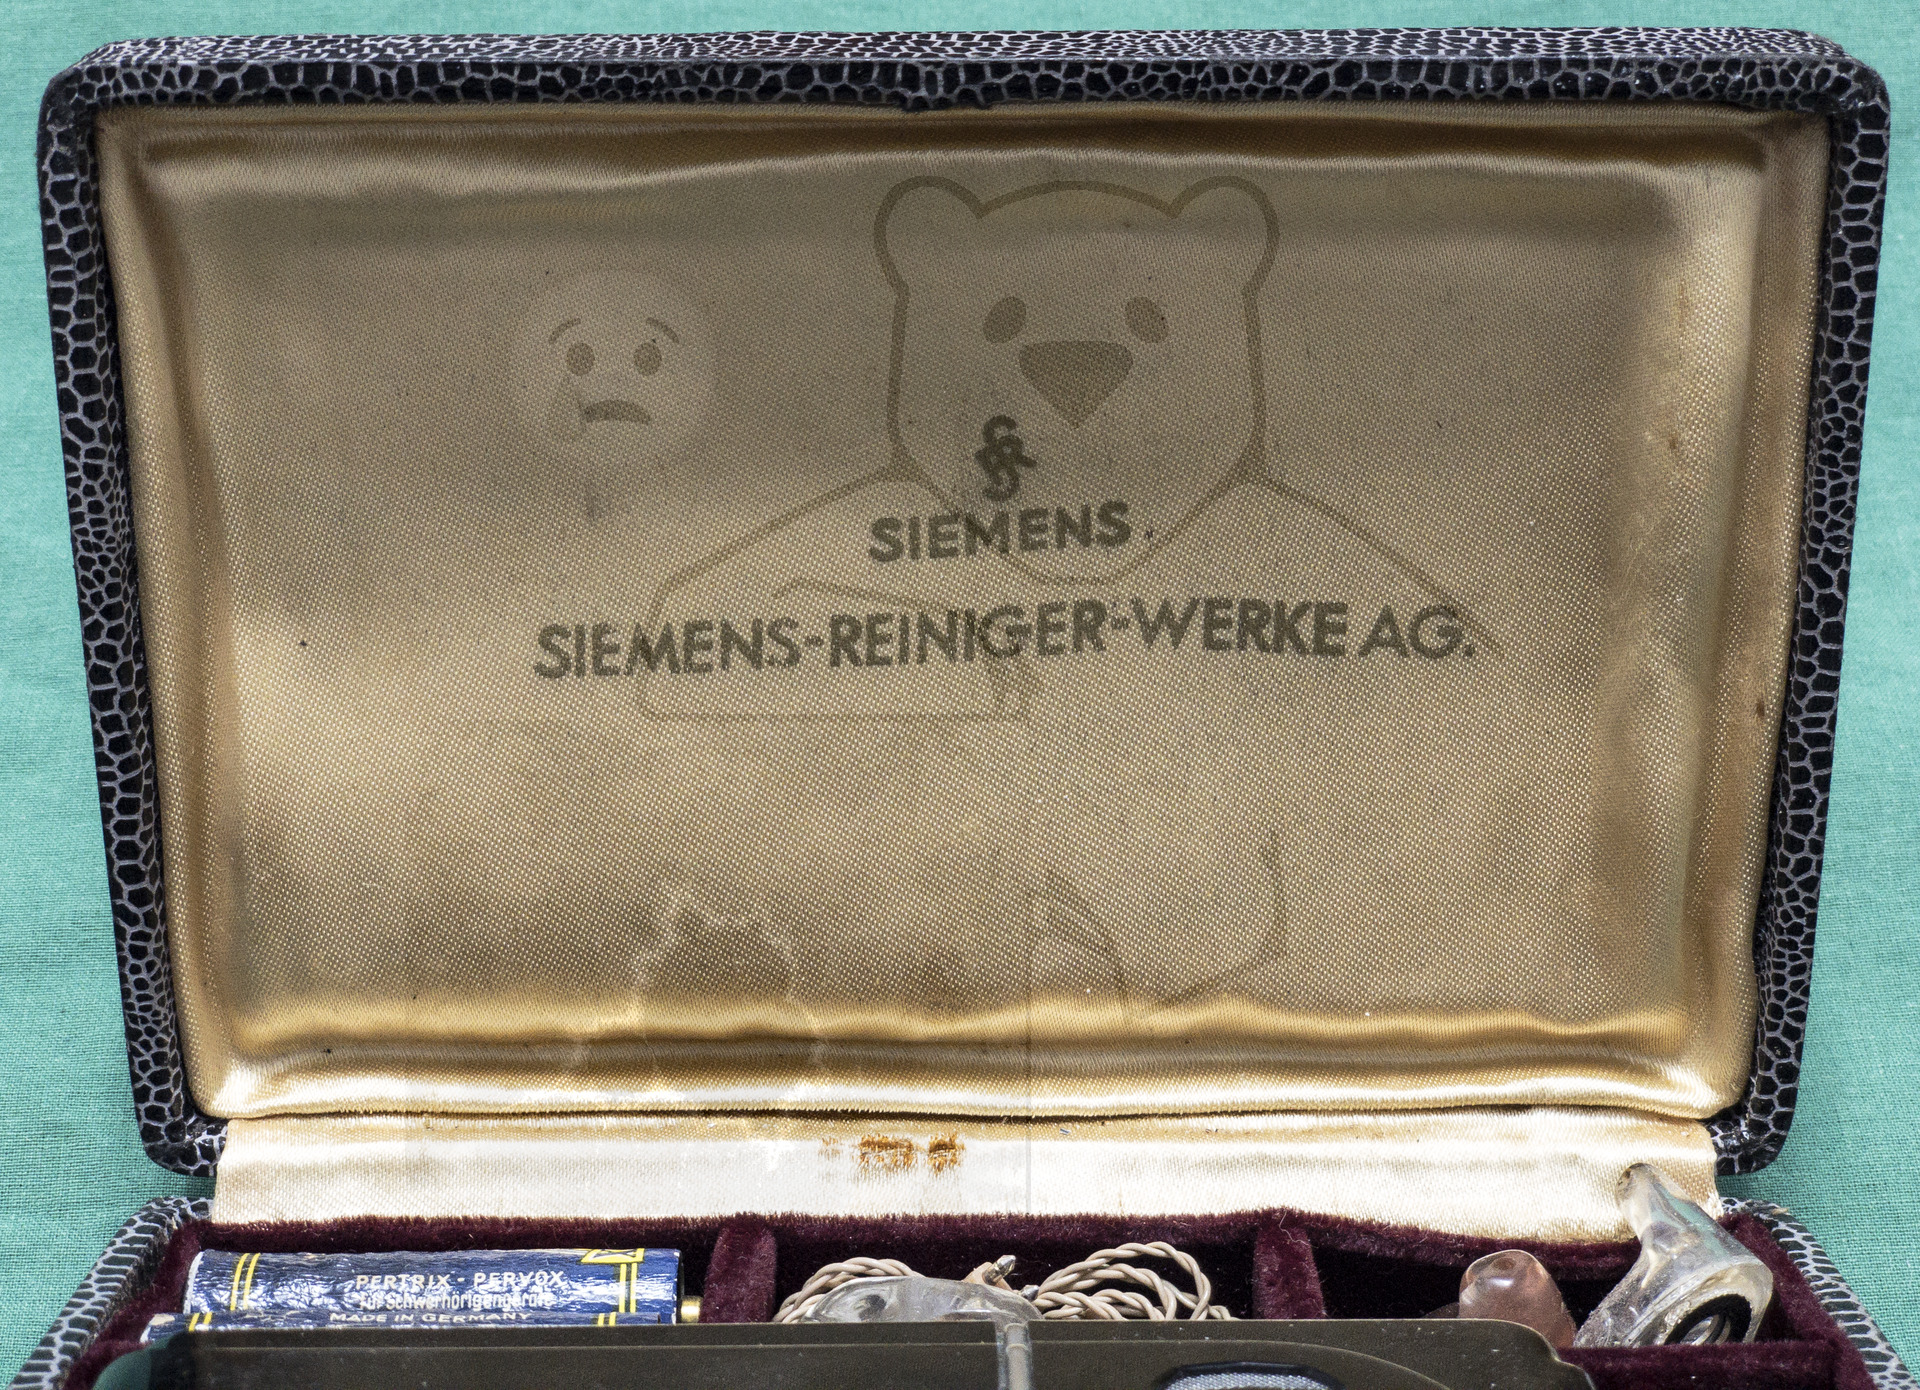 SIEMENS
SIEMENS-REINIGER-WERKE AG.
PERTRIX - PERVOX
für Schwerhörigengeräte
MADE IN GERMANY